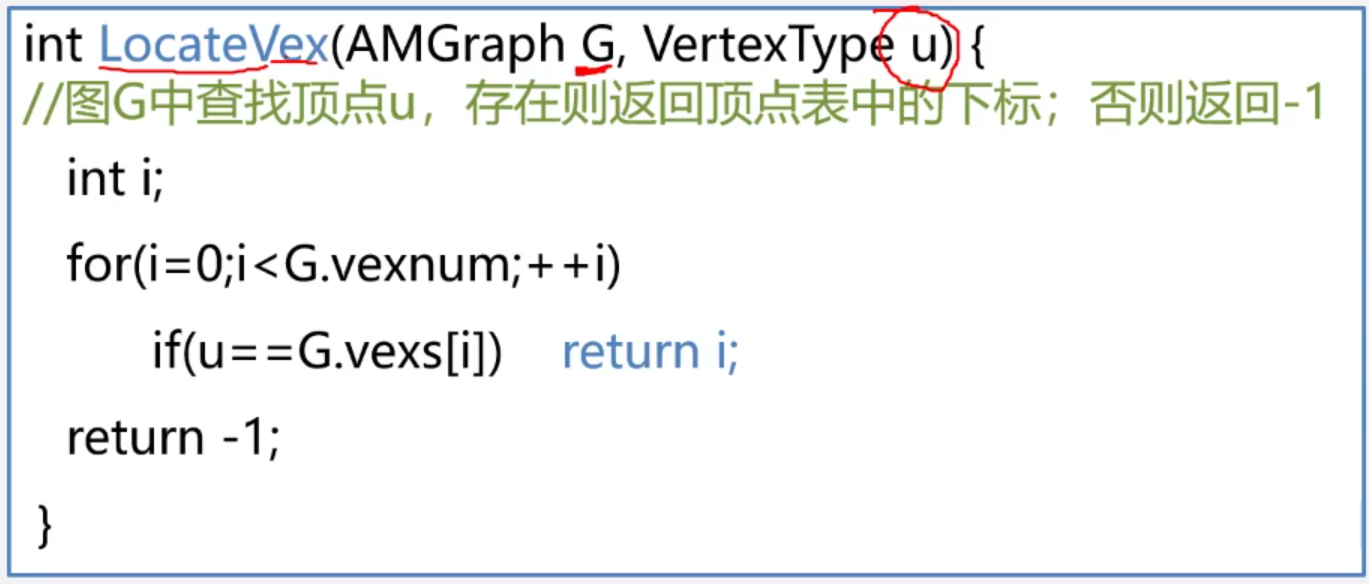 int LocateVex(AMGraph G, VertexType u) {
//图G中查找顶点u，存在则返回顶点表中的下标；否则返回-1
int i;
for(i=0;i<G.vexnum;++i)
if(u==G.vexs[i]) return i;
return -1;
}